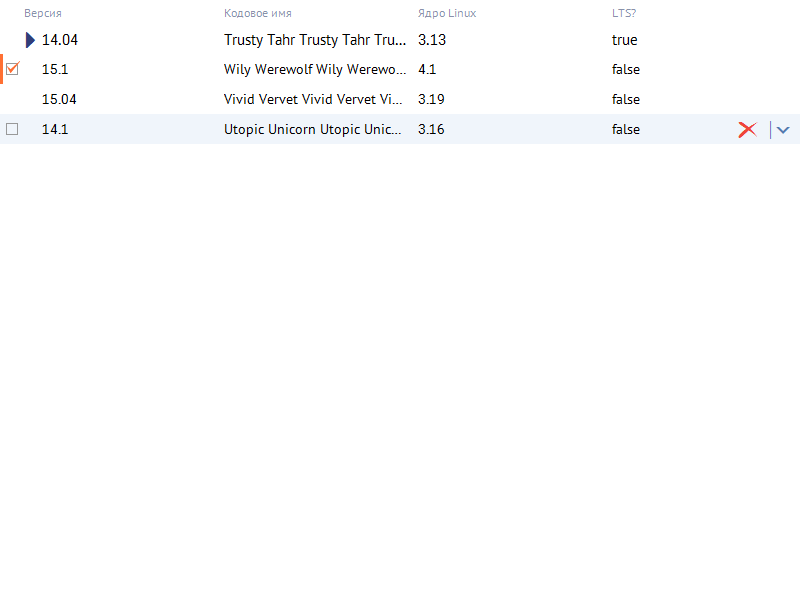 Версия Кодовое имя Ядро Linux LTS?
14.04 Trusty Tahr Trusty Tahr Tru... 3.13 true
15.1 Wily Werewolf Wily Werewo... 4.1 false
15.04 Vivid Vervet Vivid Vervet Vi... 3.19 false
14.1 Utopic Unicorn Utopic Unic... 3.16 false